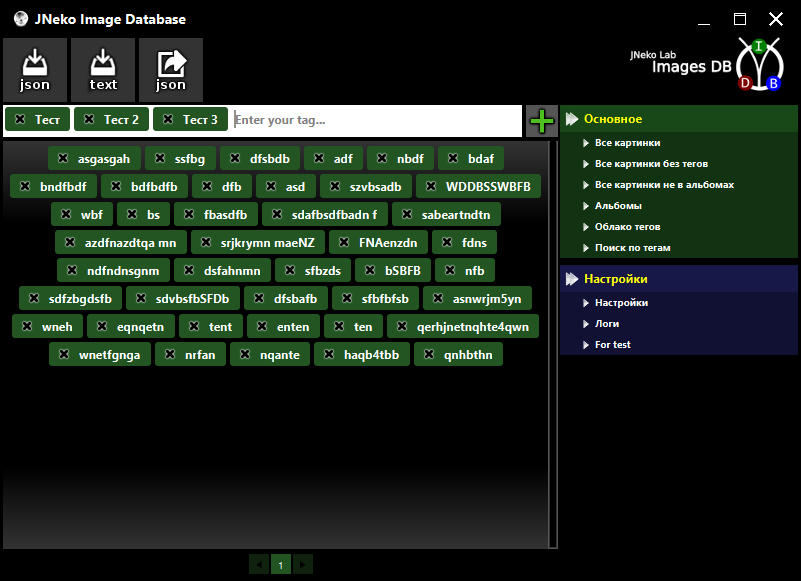 JNeko Image Database
json
text
json
JNeko Lab
Images DB
I
D
B
Тест
Тест 2
Тест 3
Enter your tag...
asgasgah ssfbg dfsbdb adf nbdf bdaf
bndfbdf bdfbdfb dfb asd szvbsadb WDDBSSWBFB
wbf bs fbasdfb sdafbsdfbadn f sabeartndtn
azdfnazdtqa mn srjkrymn maeNZ FNAenzdn fdns
ndfndnsgnm dsfahnmn sfbzds bSBFB nfb
sdfzbgdsfb sdvbsfbSFDb dfsbafb sfbfbfsb asnwrjm5yn
wneh eqnqetn tent enten ten qerhjnetnqhte4qwn
wnetfgnga nrfan nqante haqb4tbb qnhbthn
1
Основное
Все картинки
Все картинки без тегов
Все картинки не в альбомах
Альбомы
Облако тегов
Поиск по тегам
Настройки
Настройки
Логи
For test